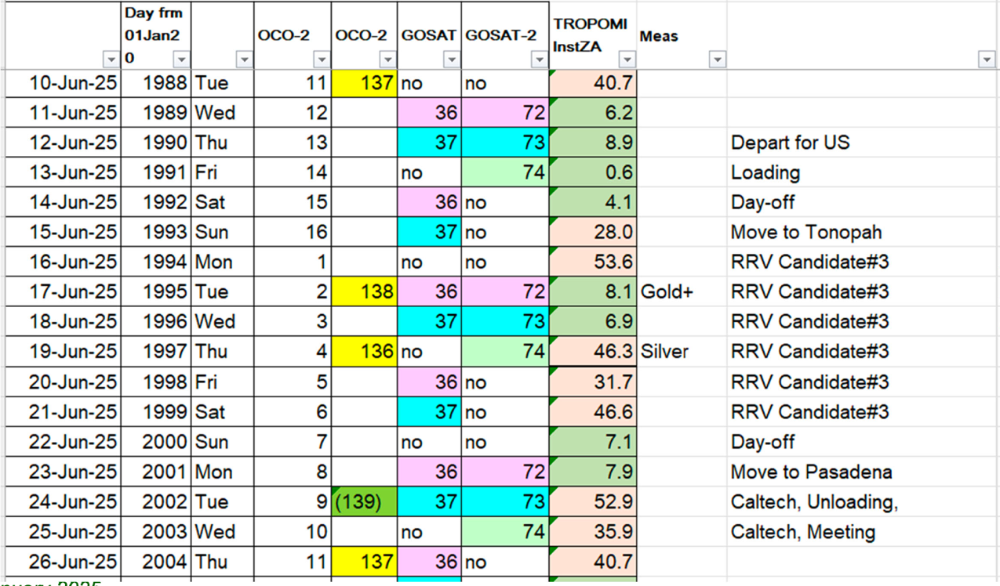 Day frm 01Jan20 OCO-2 OCO-2 GOSAT GOSAT-2 TROPOMI InstZA Meas
10-Jun-25 1988 Tue 11 137 no no 40.7
11-Jun-25 1989 Wed 12 36 72 6.2
12-Jun-25 1990 Thu 13 37 73 8.9 Depart for US
13-Jun-25 1991 Fri 14 no 74 0.6 Loading
14-Jun-25 1992 Sat 15 36 no 4.1 Day-off
15-Jun-25 1993 Sun 16 37 no 28.0 Move to Tonopah
16-Jun-25 1994 Mon 1 no no 53.6 RRV Candidate#3
17-Jun-25 1995 Tue 2 138 36 72 8.1 Gold+ RRV Candidate#3
18-Jun-25 1996 Wed 3 37 73 6.9 RRV Candidate#3
19-Jun-25 1997 Thu 4 136 no 74 46.3 Silver RRV Candidate#3
20-Jun-25 1998 Fri 5 36 no 31.7 RRV Candidate#3
21-Jun-25 1999 Sat 6 37 no 46.6 RRV Candidate#3
22-Jun-25 2000 Sun 7 no no 7.1 Day-off
23-Jun-25 2001 Mon 8 36 72 7.9 Move to Pasadena
24-Jun-25 2002 Tue 9 (139) 37 73 52.9 Caltech, Unloading,
25-Jun-25 2003 Wed 10 no 74 35.9 Caltech, Meeting
26-Jun-25 2004 Thu 11 137 36 no 40.7